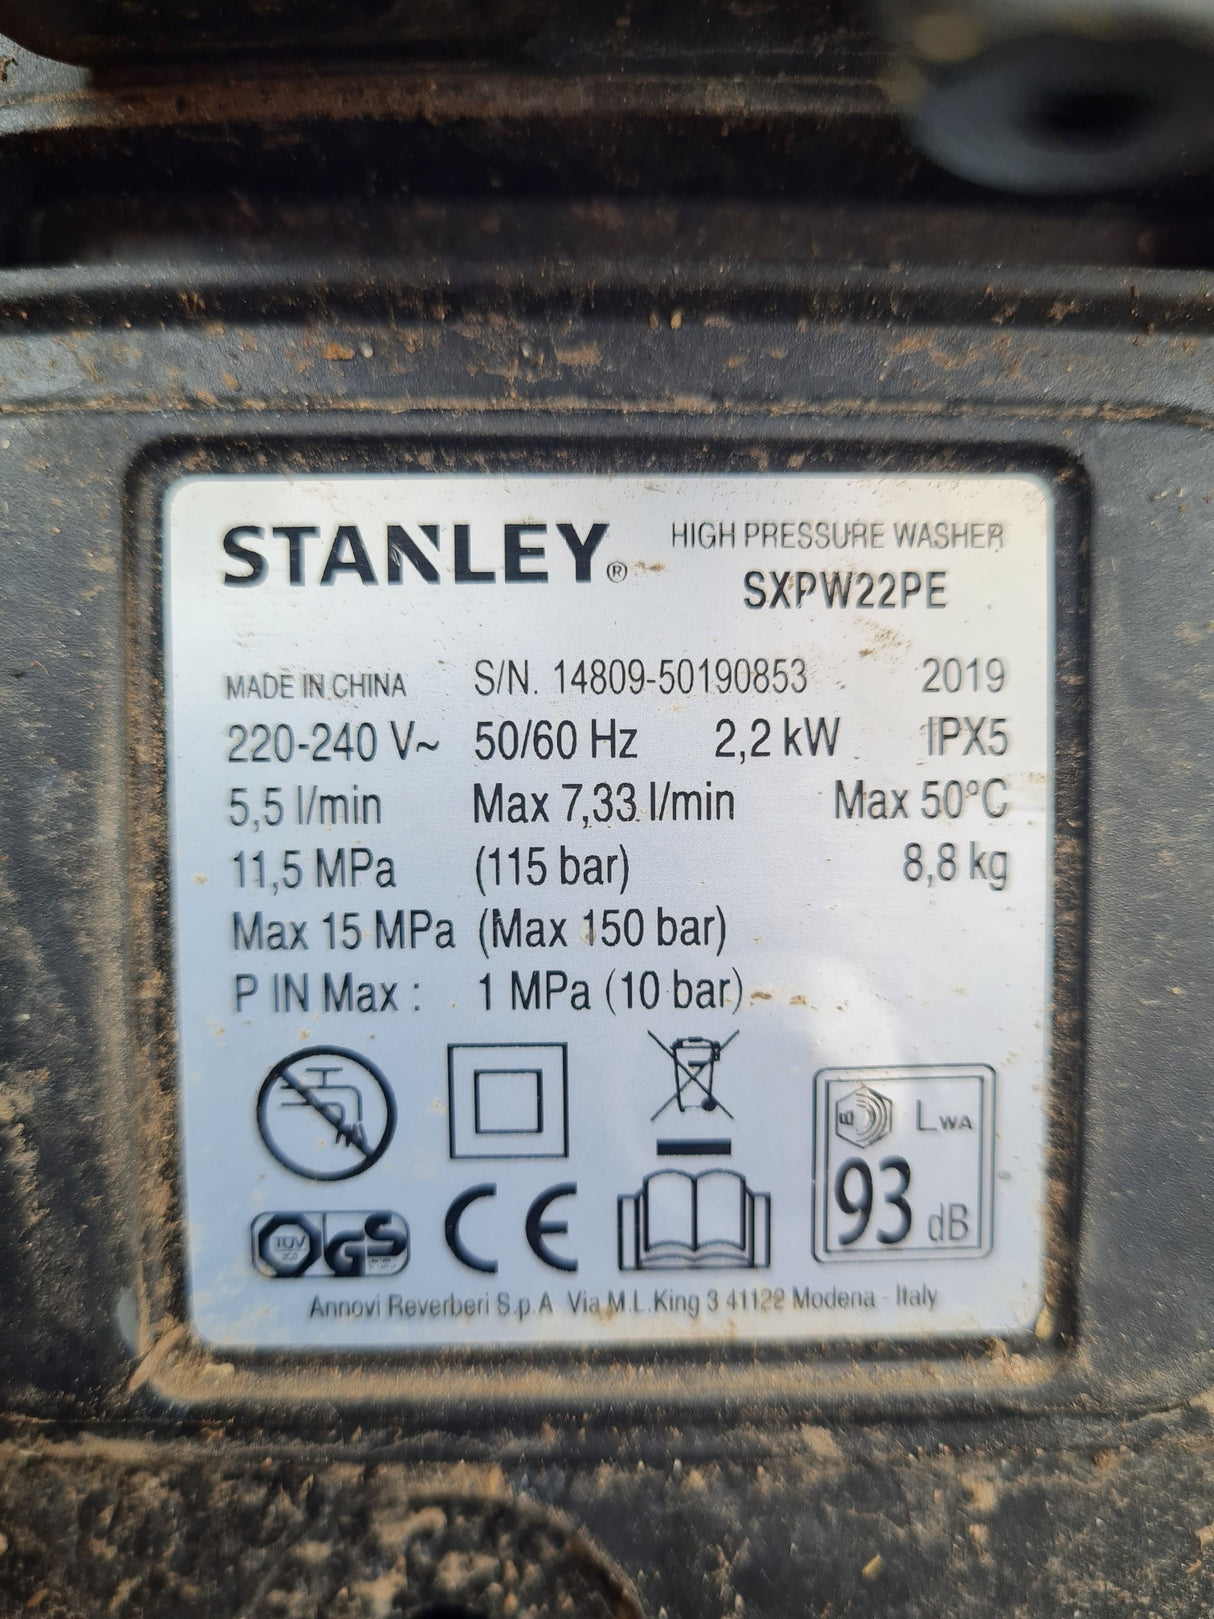 STANLEY® HIGH PRESSURE WASHER
SXPW22PE
MADE IN CHINA S/N. 14809-50190853 2019
220-240 V~ 50/60 Hz 2,2 kW IPX5
5,5 l/min Max 7,33 l/min Max 50°C
11,5 MPa (115 bar) 8,8 kg
Max 15 MPa (Max 150 bar)
P IN Max : 1 MPa (10 bar)
LWA
93 dB
TÜV GS CE
Annovi Reverberi S.p.A Via M.L.King 3 41122 Modena - Italy